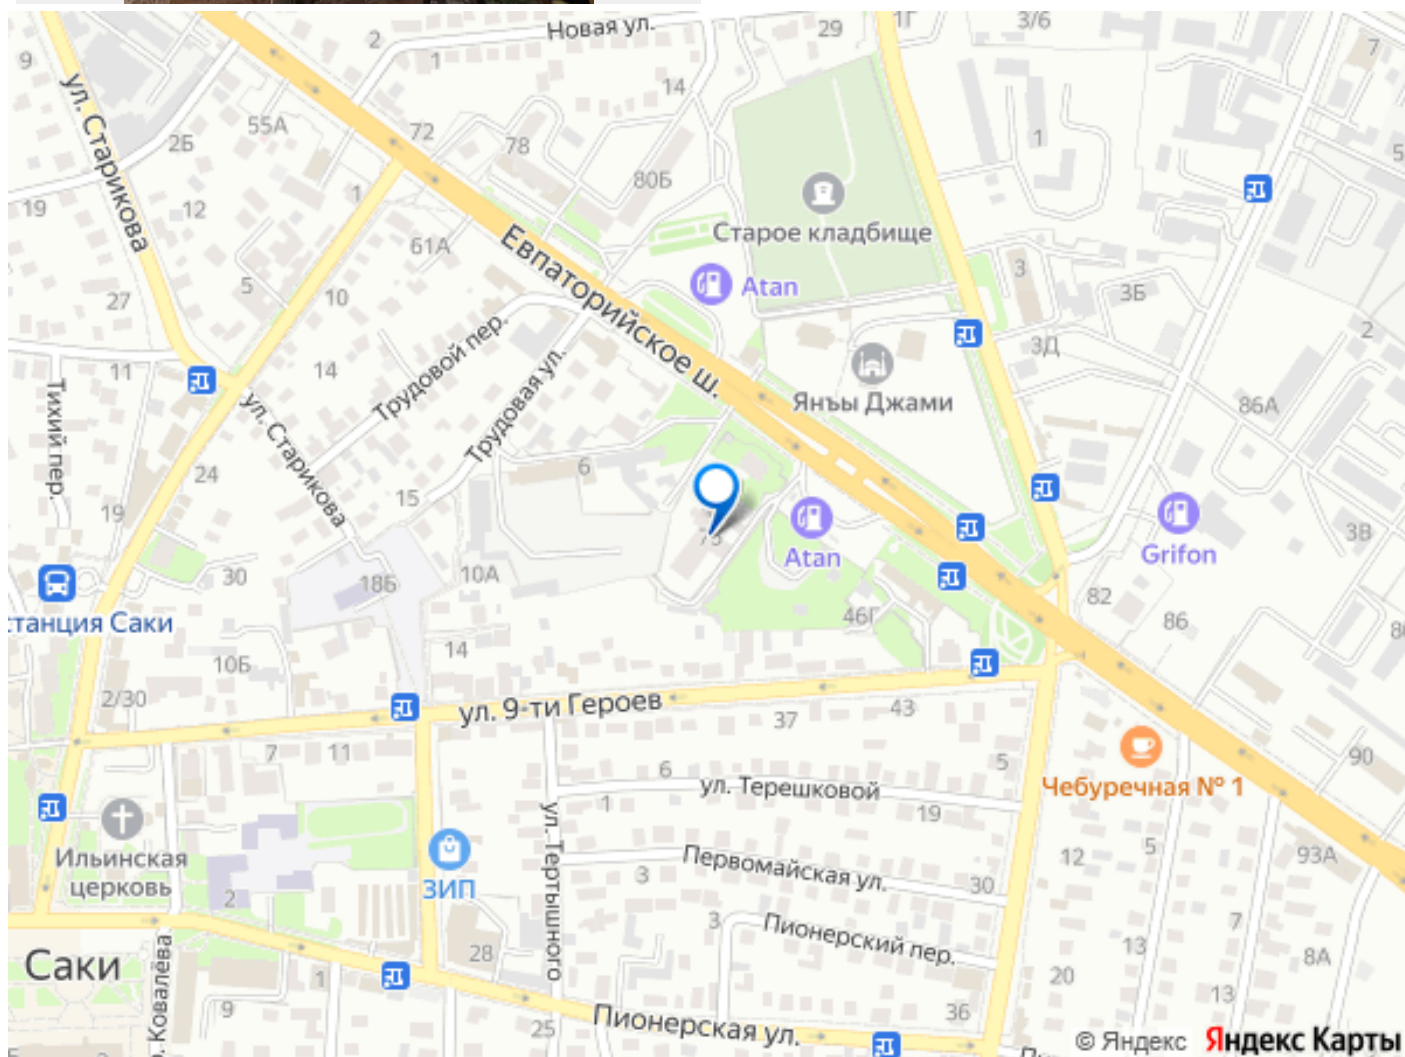 Новая ул.
29
1Г
3/6
7
2
1
9
ул. Старикова
14
55А
72
78
2Б
1
5
80Б
1
19
12
Старое кладбище
61А
Atan
3
3Б
27
5
10
Евпаторийское ш.
2
Трудовой пер.
3Д
11
14
Трудовая ул.
Янъы Джами
86А
Тихий пер.
ул. Старикова
24
6
15
19
Atan
Grifon
3В
30
18Б
10А
82
станция Саки
46Г
86
14
10Б
2/30
ул. 9-ти Героев
37
43
7
11
5
90
6
ул. Терешковой
Чебуречная № 1
1
19
ул. Тертышного
Ильинская
церковь
Первомайская ул.
12
5
93А
ЗИП
3
30
2
3
Пионерский пер.
7
Саки
28
13
8А
Ковалёва
1
20
9
13
25
Пионерская ул.
36
© Яндекс Яндекс Карты